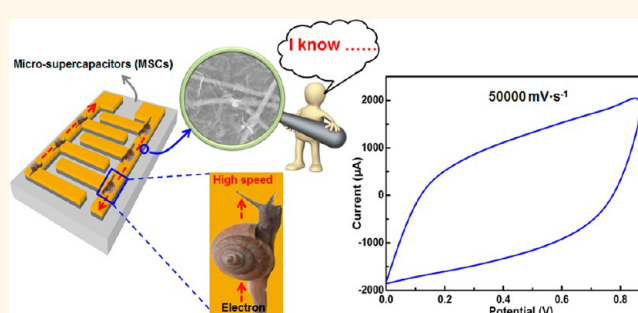 I know ......
Micro-supercapacitors (MSCs)
High speed
Electron
50000 mV·s-1
Current (µA)
2000
1000
0
-1000
-2000
0.0 0.2 0.4 0.6 0.8
Potential (V)